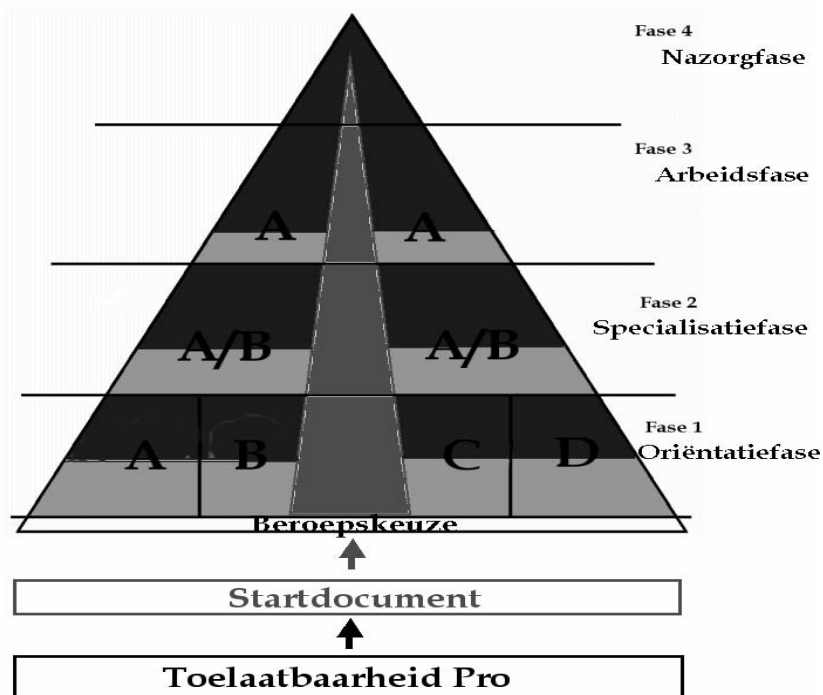 Fase 4
Nazorgfase
Fase 3
Arbeidsfase
A A
Fase 2
Specialisatiefase
A/B A/B
Fase 1
Oriëntatiefase
A B C D
Beroepskeuze
Startdocument
Toelaatbaarheid Pro